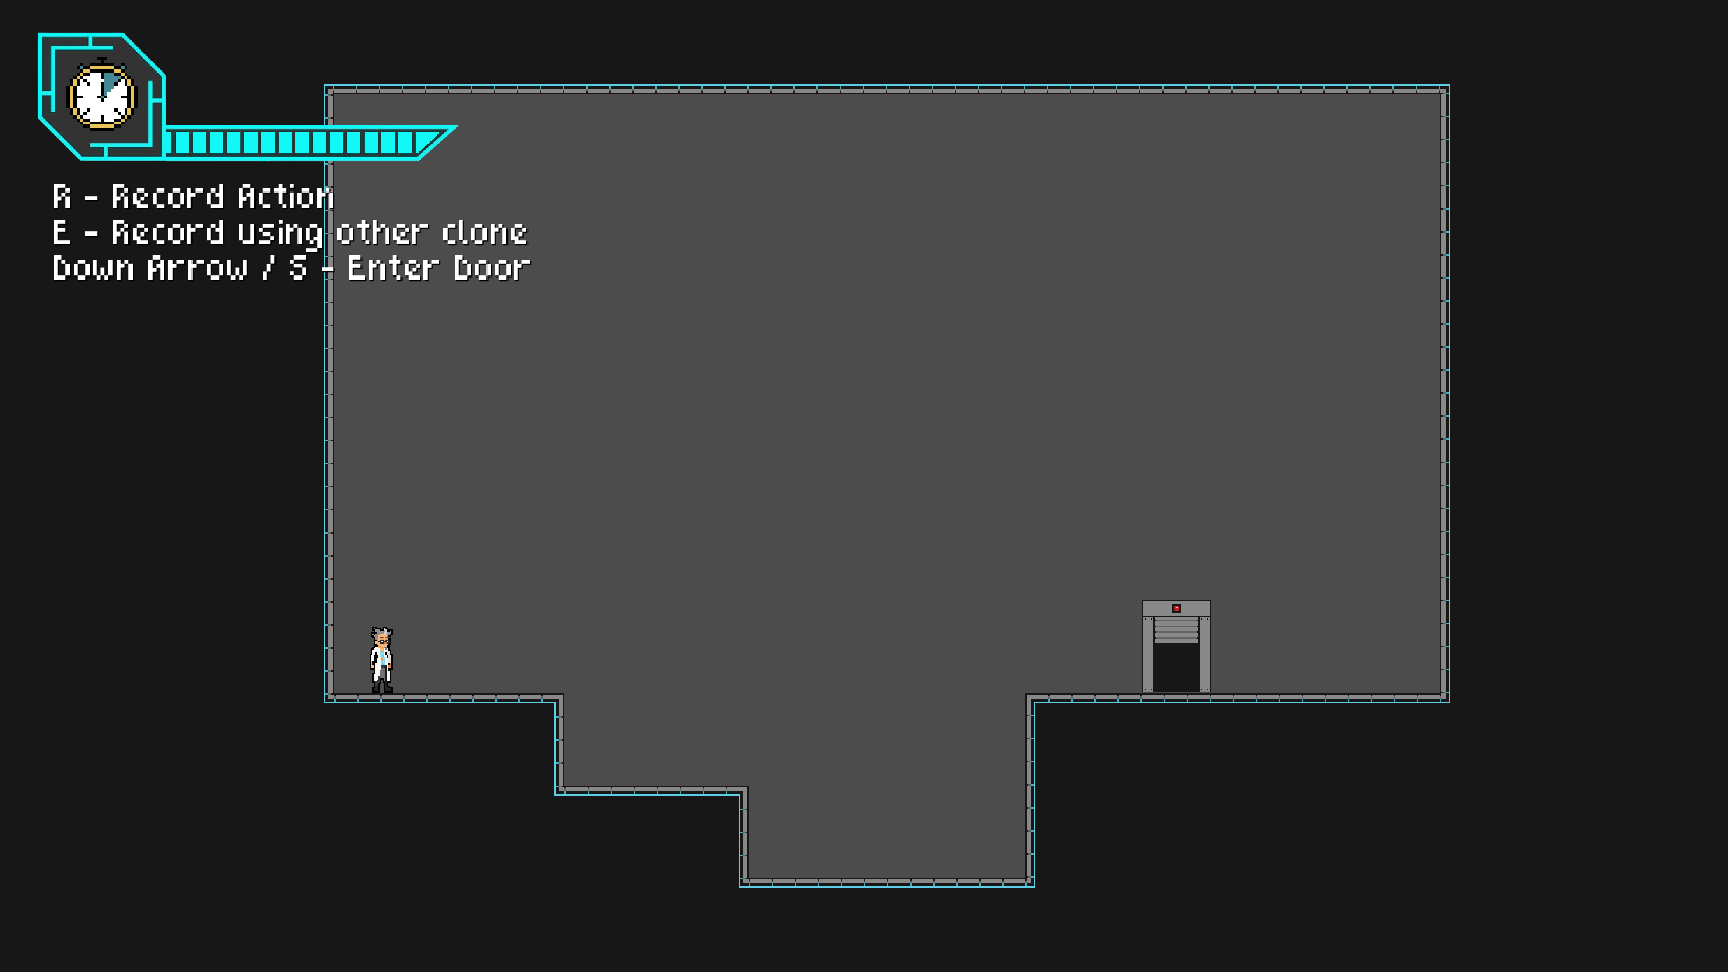 R - Record Action
E - Record using other clone
Down Arrow / S - Enter Door